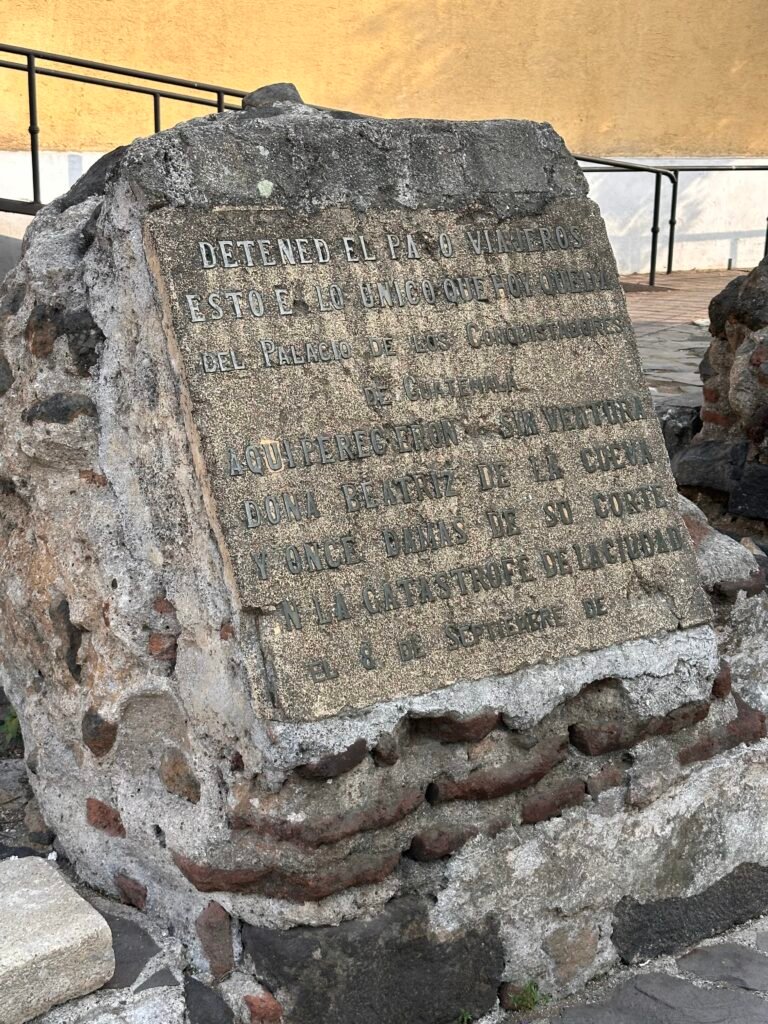 DETENED EL PA O VIAJEROS
ESTO E LO UNICO QUE HOY QUEDA
DEL PALACIO DE LOS CONQUISTADORES
DE GUATEMALA
AQUI PERECIERON SIN VENTURA
DONA BEATRIZ DE LA CUEVA
Y ONCE DAMAS DE SU CORTE
N LA CATASTROFE DE LA CIUDAD
EL 8 DE SEPTIEMBRE DE